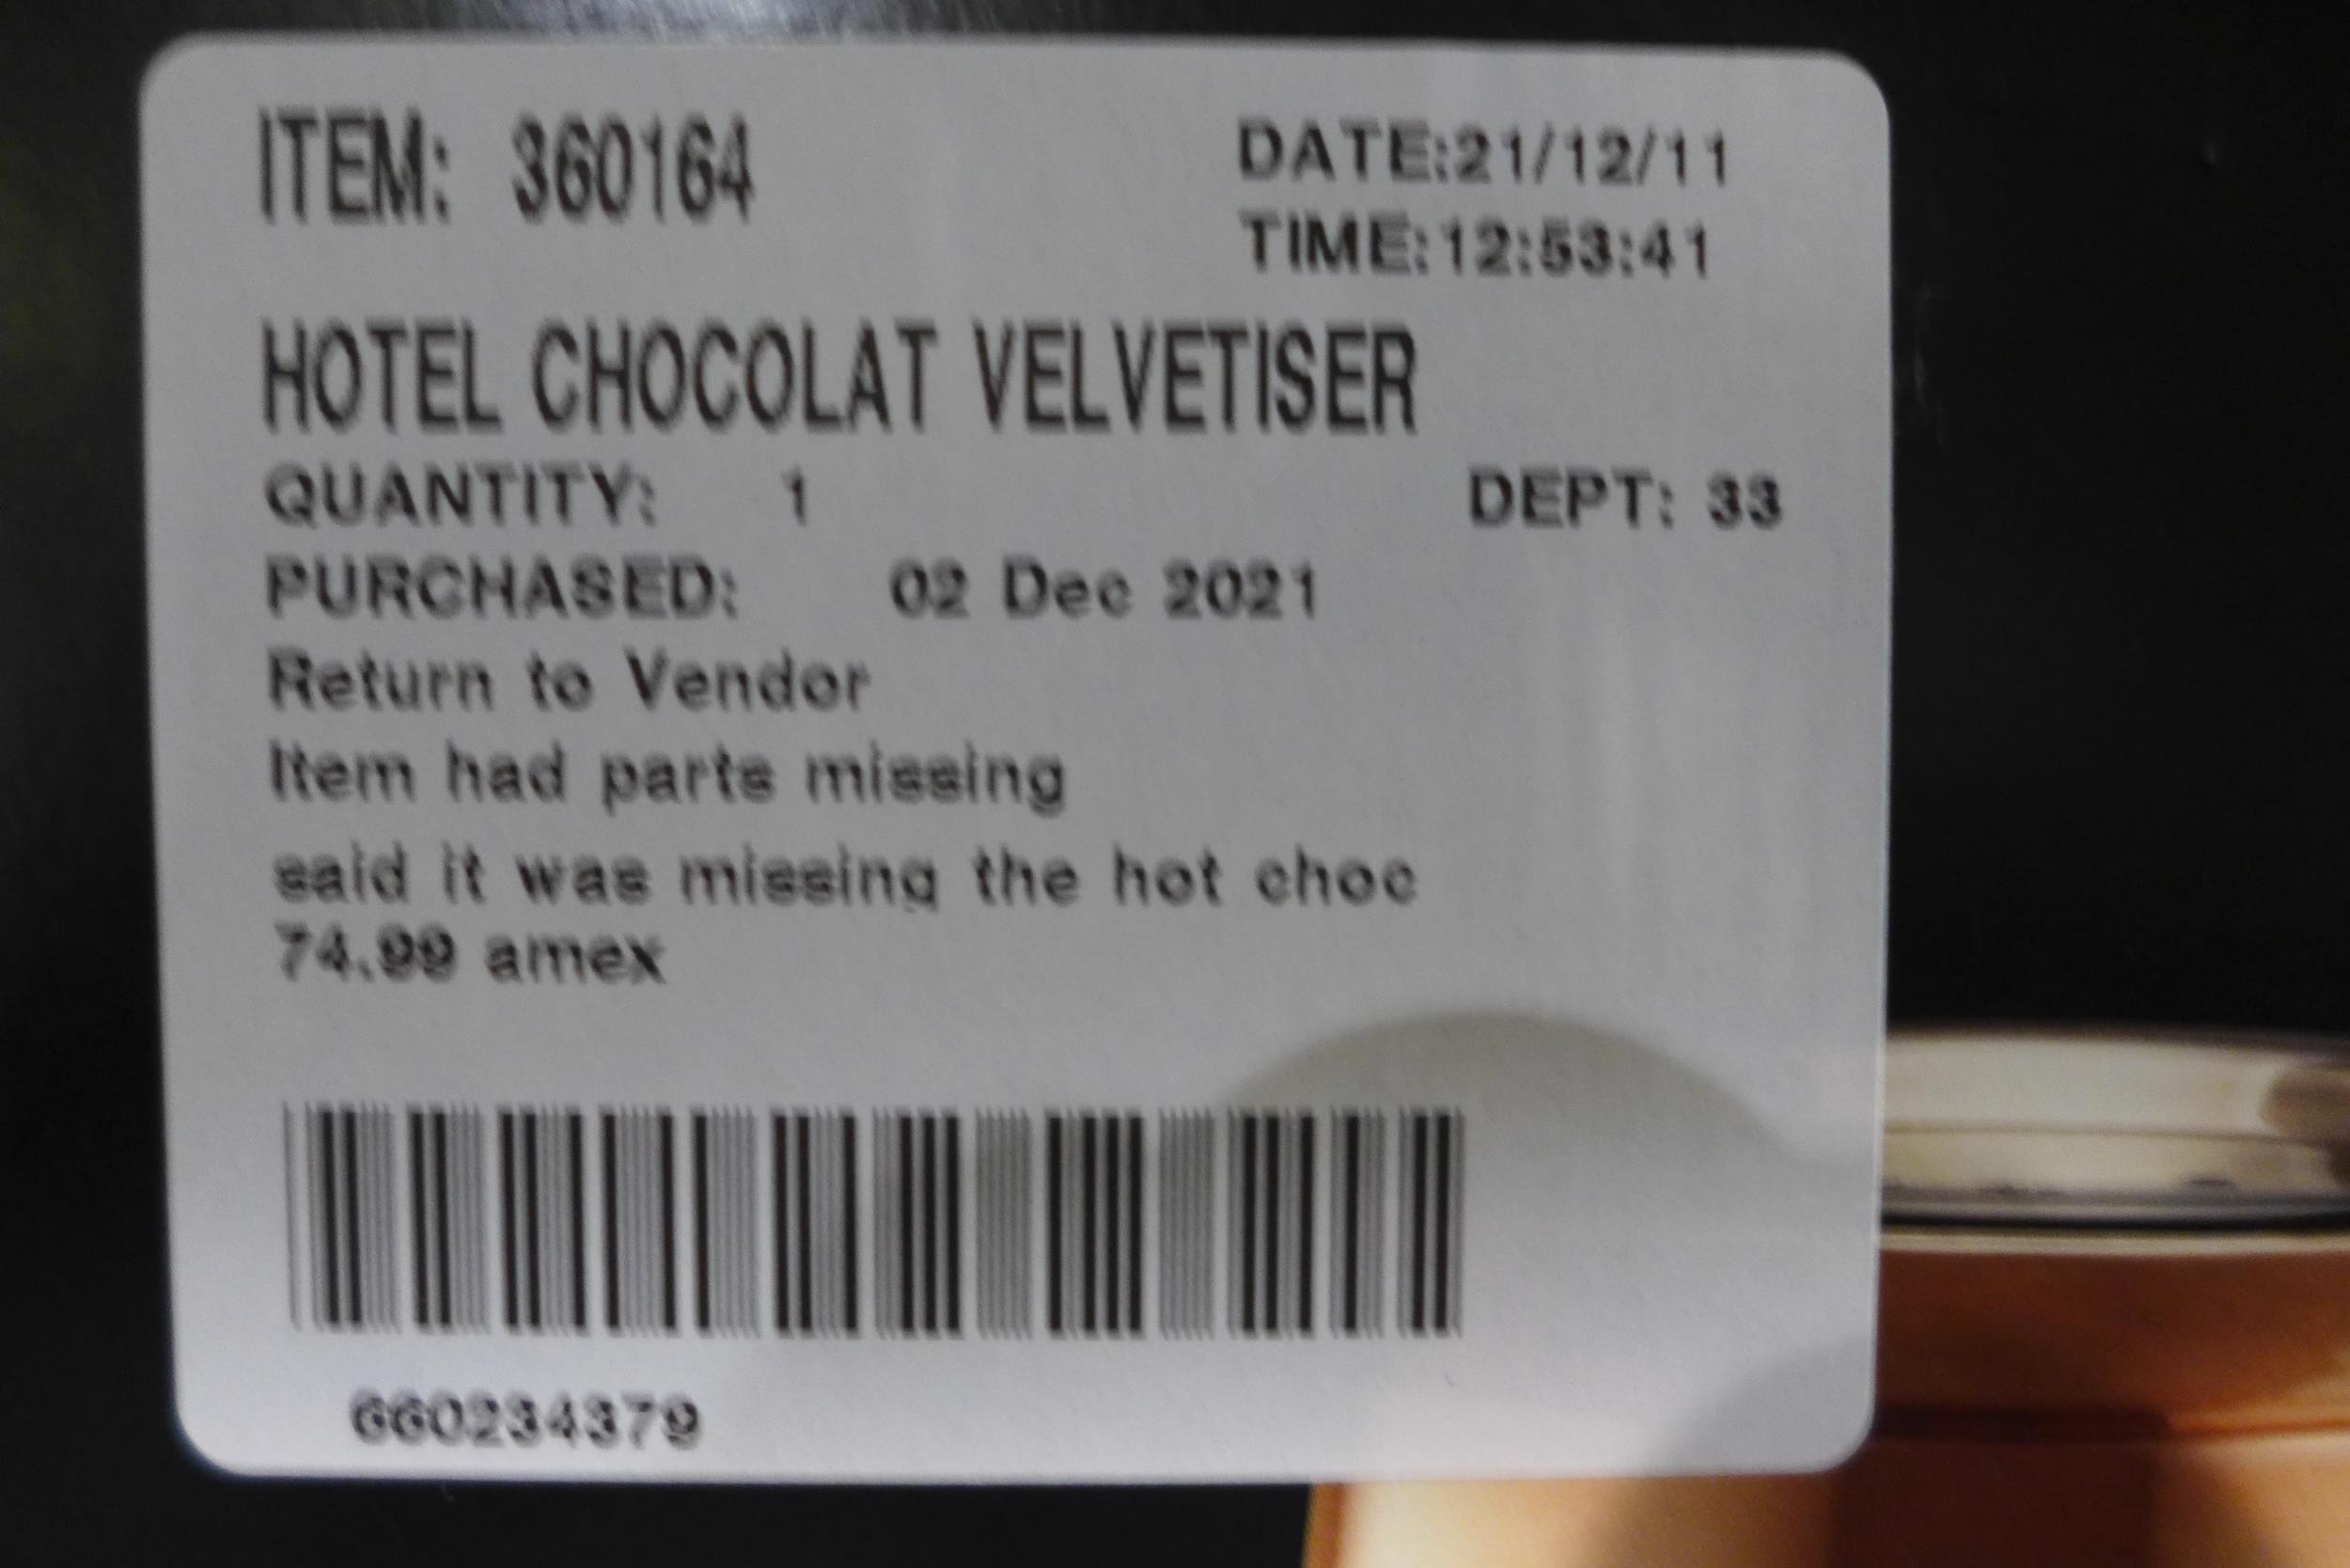 ITEM: 360164
DATE:21/12/11
TIME:12:53:41
HOTEL CHOCOLAT VELVETISER
QUANTITY: 1 DEPT: 33
PURCHASED: 02 Dec 2021
Return to Vendor
Item had parts missing
said it was missing the hot choc
74.99 amex
660234379